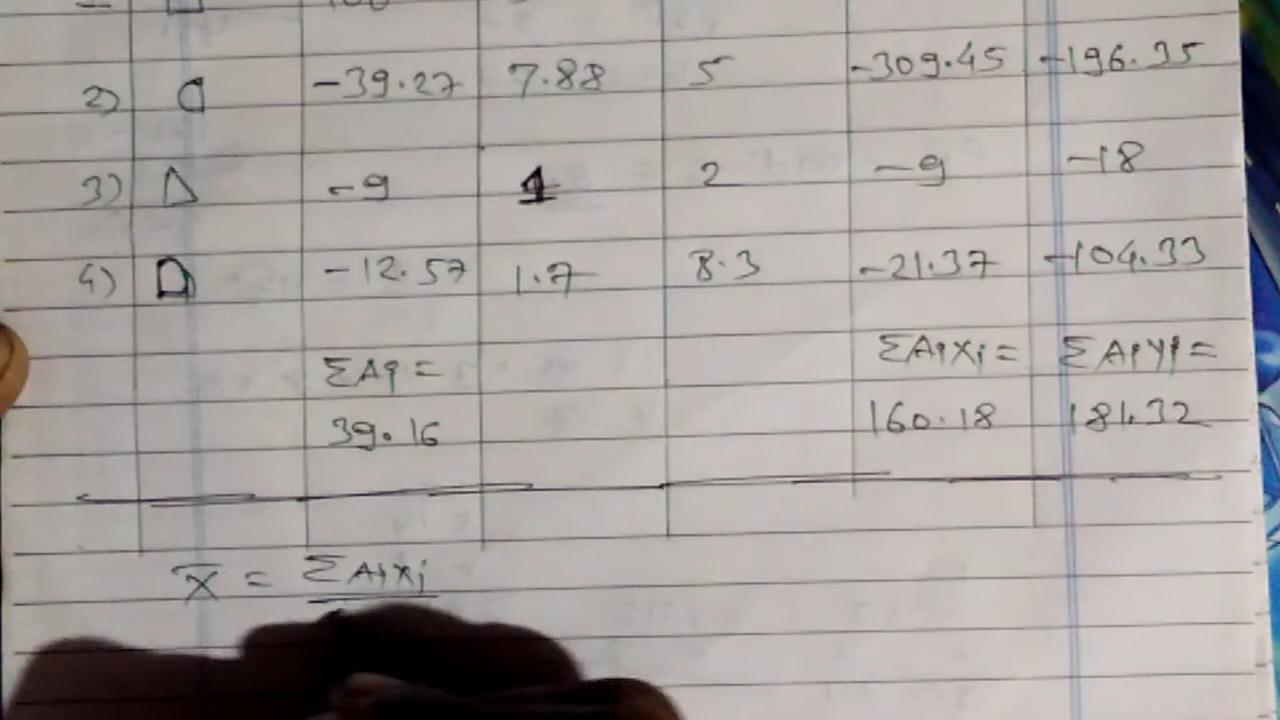 100
2) -39.27 7.88 5 -309.45 -196.35
3) -9 1 2 -9 -18
4) -12.57 1.7 8.3 -21.37 -104.33
ΣAi = ΣAiXi = ΣAiYi =
39.16 160.18 181.32
X̄ = ΣAiXi